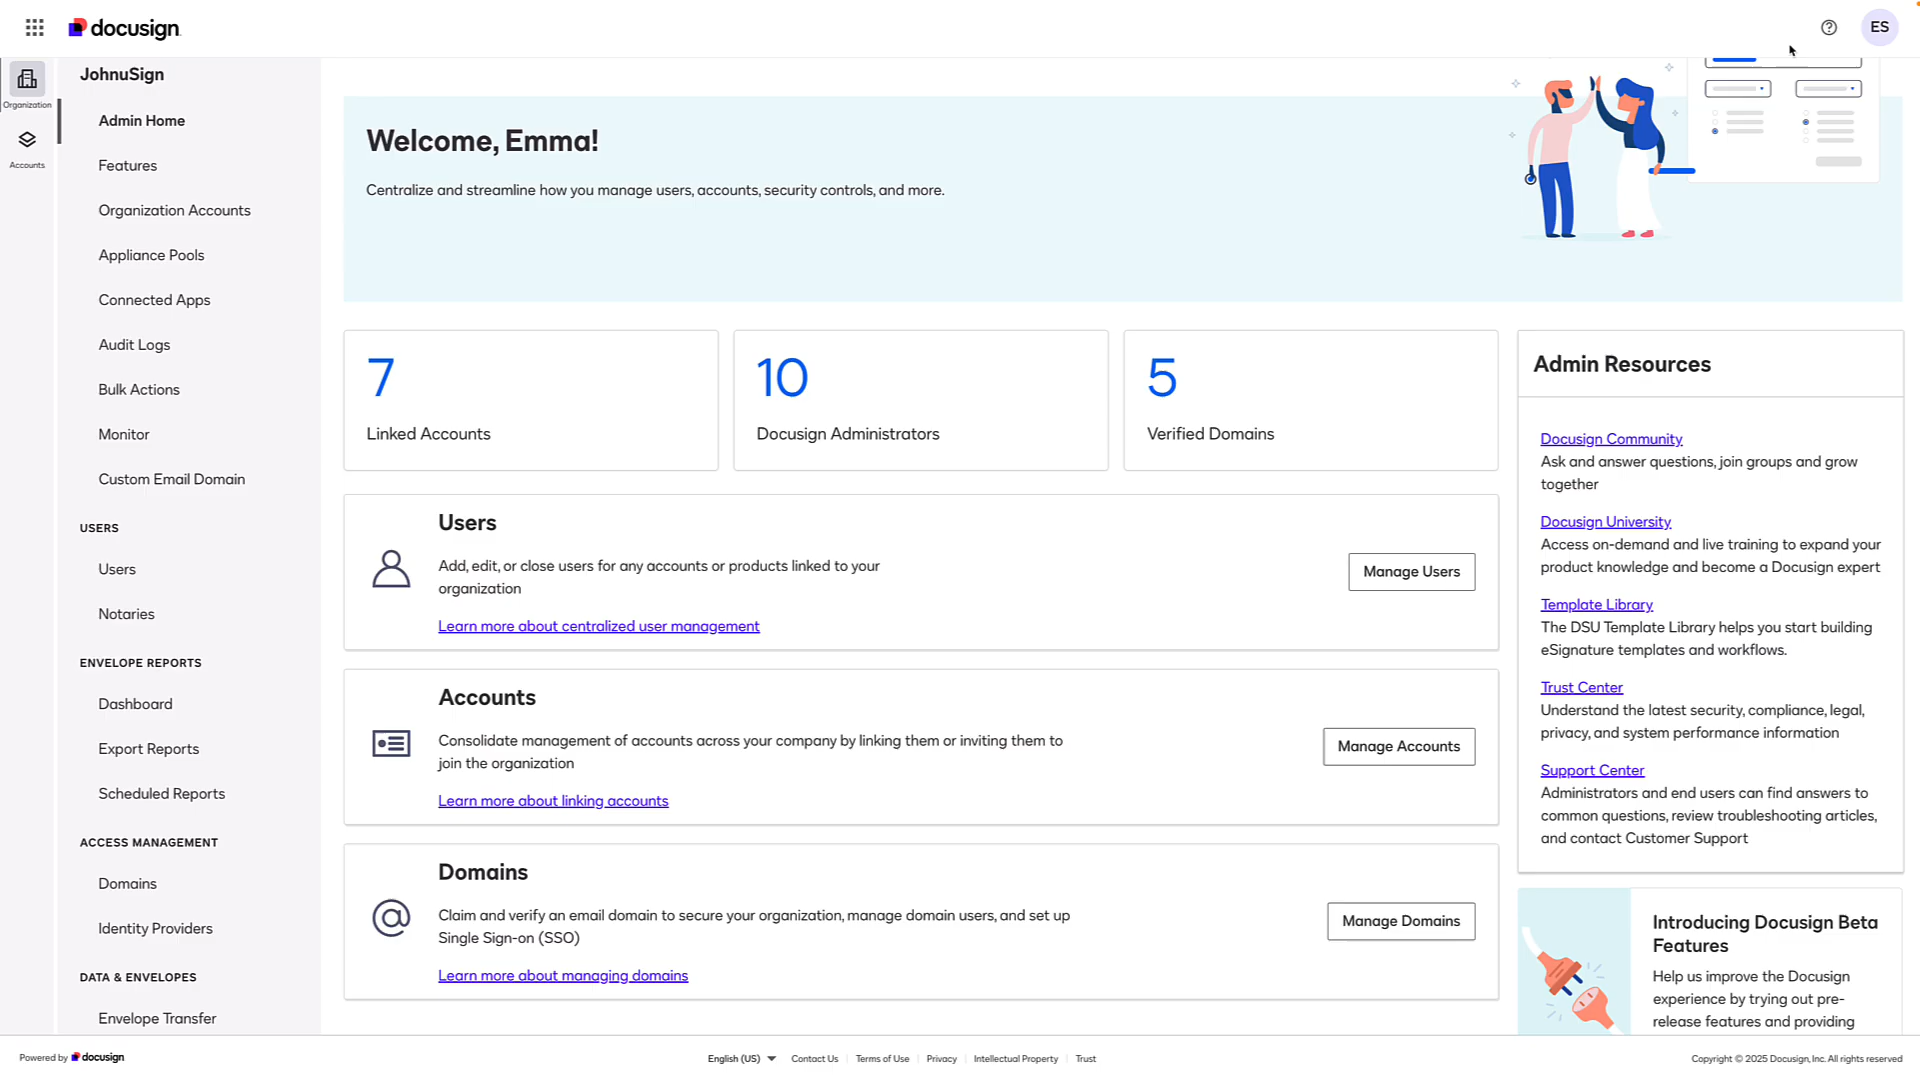 docusign
ES
Organization
Accounts
JohnuSign
Admin Home
Features
Organization Accounts
Appliance Pools
Connected Apps
Audit Logs
Bulk Actions
Monitor
Custom Email Domain
USERS
Users
Notaries
ENVELOPE REPORTS
Dashboard
Export Reports
Scheduled Reports
ACCESS MANAGEMENT
Domains
Identity Providers
DATA & ENVELOPES
Envelope Transfer
Welcome, Emma!
Centralize and streamline how you manage users, accounts, security controls, and more.
7
Linked Accounts
10
Docusign Administrators
5
Verified Domains
Users
Add, edit, or close users for any accounts or products linked to your
organization
Learn more about centralized user management
Manage Users
Accounts
Consolidate management of accounts across your company by linking them or inviting them to
join the organization
Learn more about linking accounts
Manage Accounts
Domains
Claim and verify an email domain to secure your organization, manage domain users, and set up
Single Sign-on (SSO)
Learn more about managing domains
Manage Domains
Admin Resources
Docusign Community
Ask and answer questions, join groups and grow
together
Docusign University
Access on-demand and live training to expand your
product knowledge and become a Docusign expert
Template Library
The DSU Template Library helps you start building
eSignature templates and workflows.
Trust Center
Understand the latest security, compliance, legal,
privacy, and system performance information
Support Center
Administrators and end users can find answers to
common questions, review troubleshooting articles,
and contact Customer Support
Introducing Docusign Beta
Features
Help us improve the Docusign
experience by trying out pre-
release features and providing
Powered by docusign
English (US)
Contact Us
Terms of Use
Privacy
Intellectual Property
Trust
Copyright © 2025 Docusign, Inc. All rights reserved